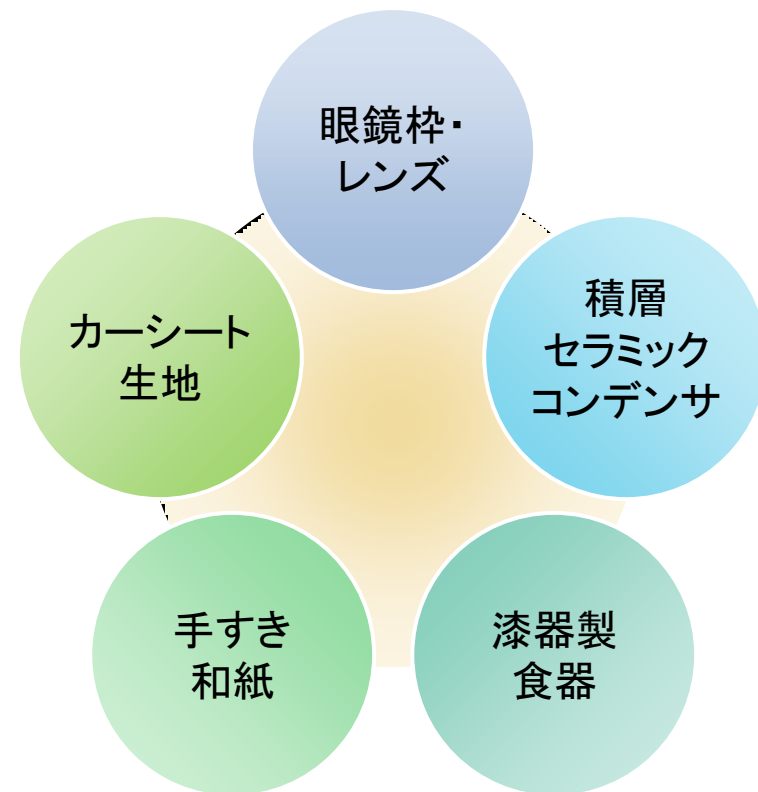 眼鏡枠・
レンズ
積層
セラミック
コンデンサ
カーシート
生地
手すき
和紙
漆器製
食器